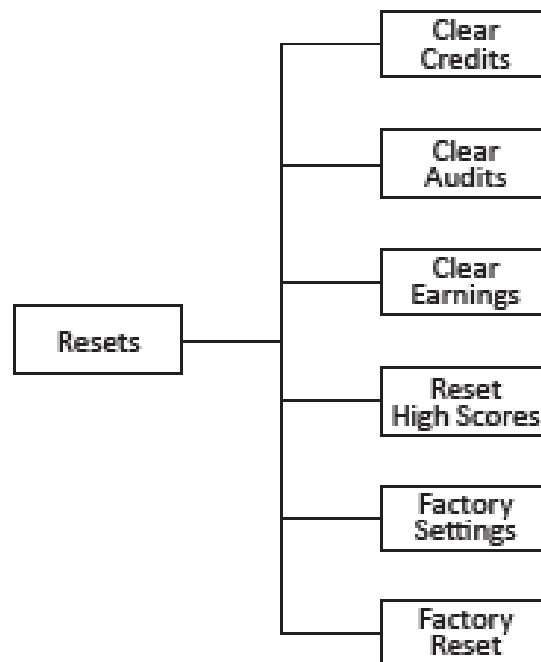 Clear
Credits
Clear
Audits
Clear
Earnings
Resets
Reset
High Scores
Factory
Settings
Factory
Reset